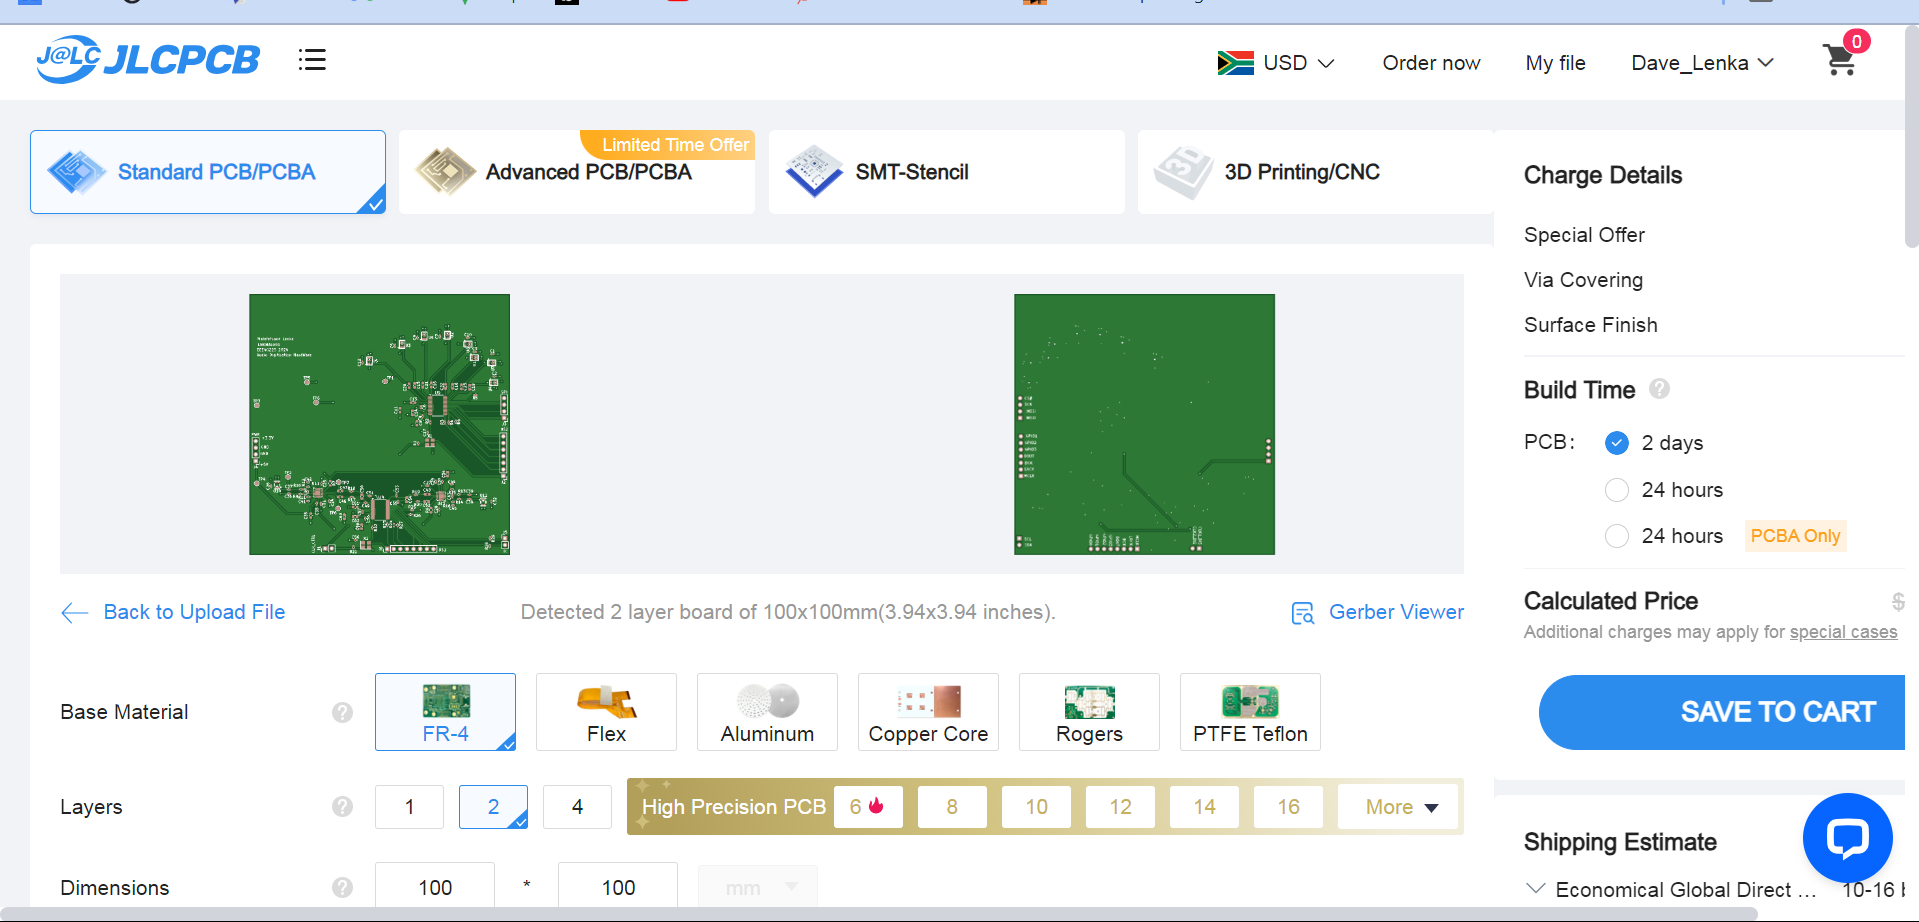 J@LC JLCPCB
USD
Order now
My file
Dave_Lenka
0
Standard PCB/PCBA
Limited Time Offer
Advanced PCB/PCBA
SMT-Stencil
3D
3D Printing/CNC
Charge Details
Special Offer
Via Covering
Surface Finish
Build Time
PCB:
2 days
24 hours
24 hours
PCBA Only
Calculated Price
$
Additional charges may apply for special cases
SAVE TO CART
Back to Upload File
Detected 2 layer board of 100x100mm(3.94x3.94 inches).
Gerber Viewer
Base Material
FR-4
Flex
Aluminum
Copper Core
Rogers
PTFE Teflon
Layers
1
2
4
High Precision PCB
6
8
10
12
14
16
More
Dimensions
100
*
100
mm
Shipping Estimate
Economical Global Direct ...
10-16 b